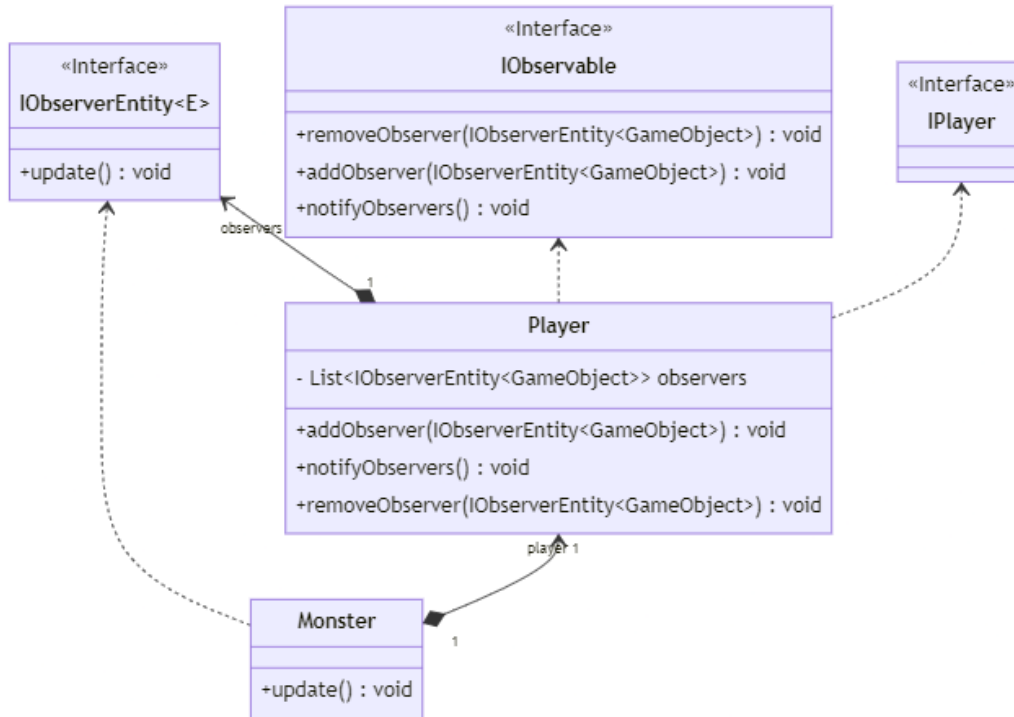 «Interface»
IObserverEntity<E>
+update() : void
«Interface»
IObservable
+removeObserver(IObserverEntity<GameObject>) : void
+addObserver(IObserverEntity<GameObject>) : void
+notifyObservers() : void
«Interface»
IPlayer
observers
1
Player
- List<IObserverEntity<GameObject>> observers
+addObserver(IObserverEntity<GameObject>) : void
+notifyObservers() : void
+removeObserver(IObserverEntity<GameObject>) : void
player 1
1
Monster
+update() : void